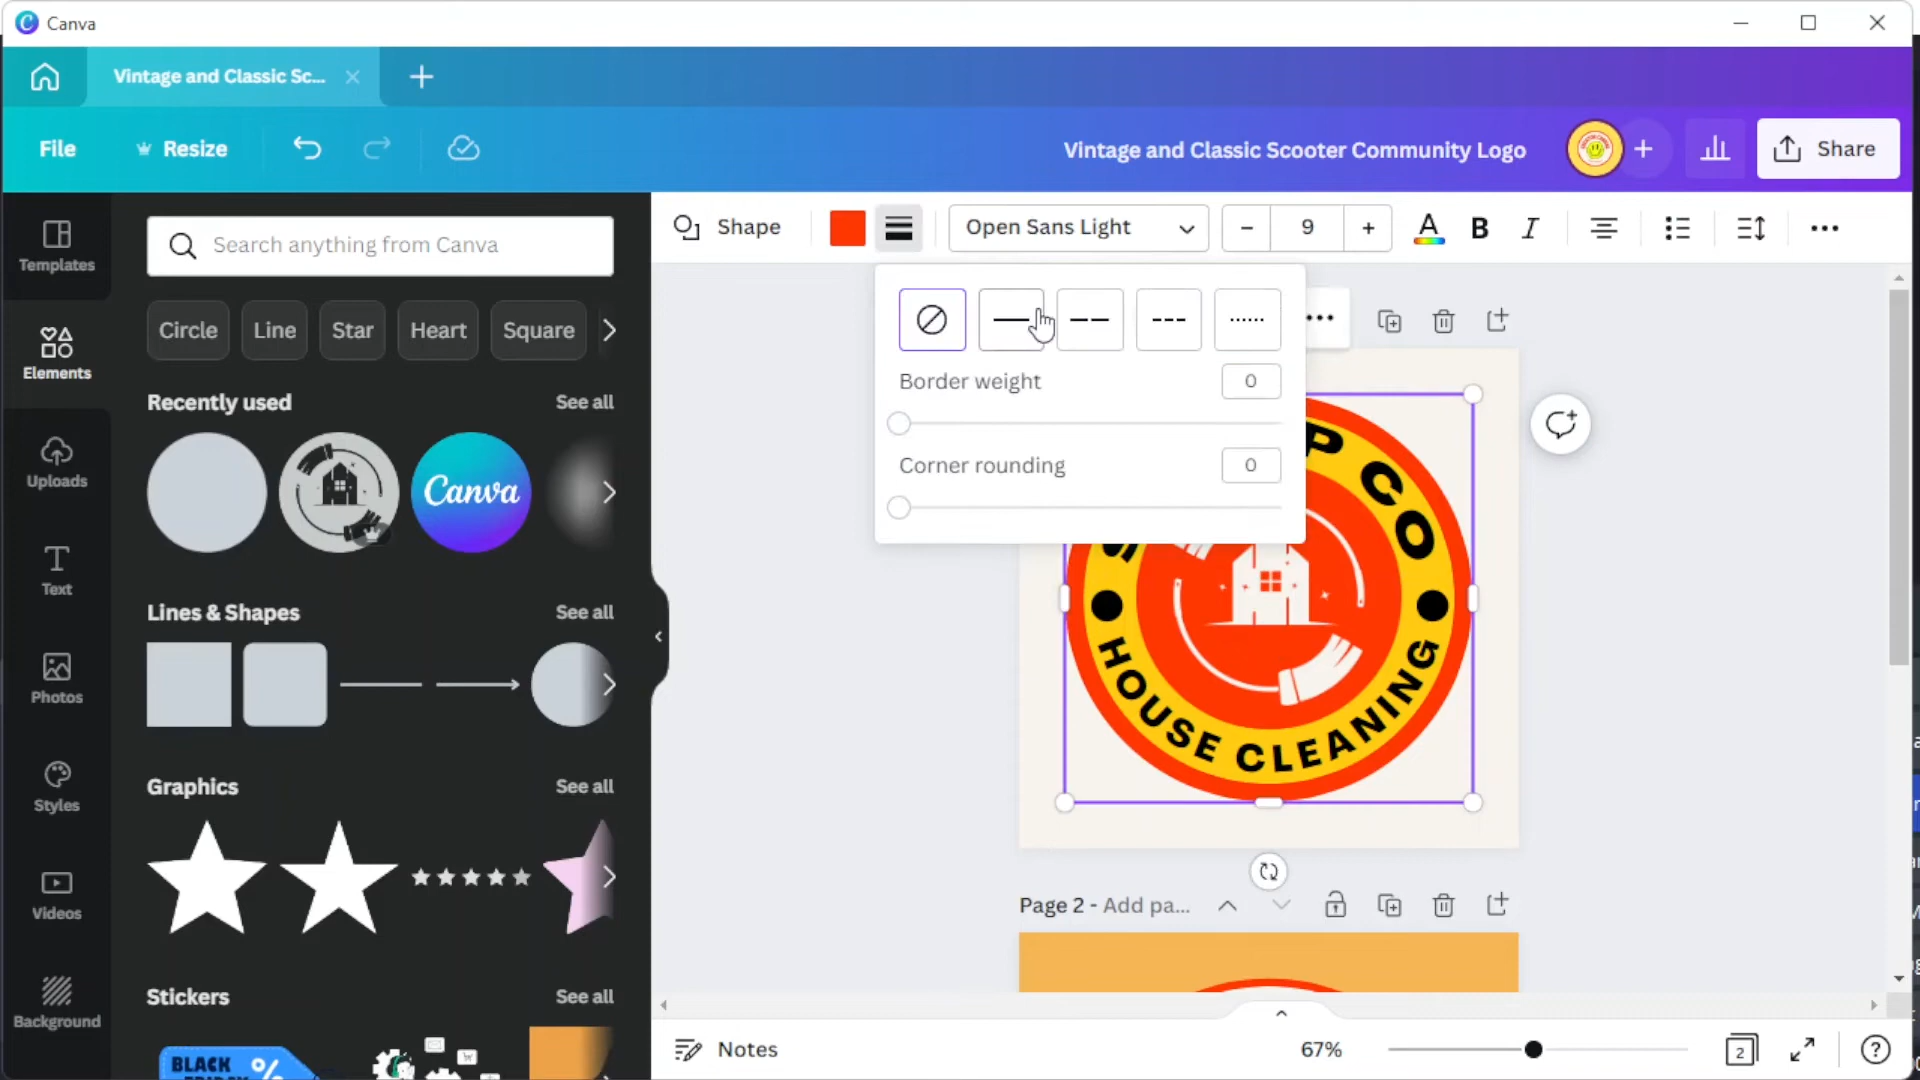 Canva
Vintage and Classic Sc...
File
Resize
Vintage and Classic Scooter Community Logo
Share
Shape
Open Sans Light
9
A
B
I
Templates
Elements
Uploads
Text
Photos
Styles
Videos
Background
Search anything from Canva
Circle
Line
Star
Heart
Square
Recently used
See all
Canva
Lines & Shapes
See all
Graphics
See all
Stickers
See all
BLACK
Border weight
0
Corner rounding
0
P CO
HOUSE CLEANING
Page 2 - Add pa...
Notes
67%
2
?